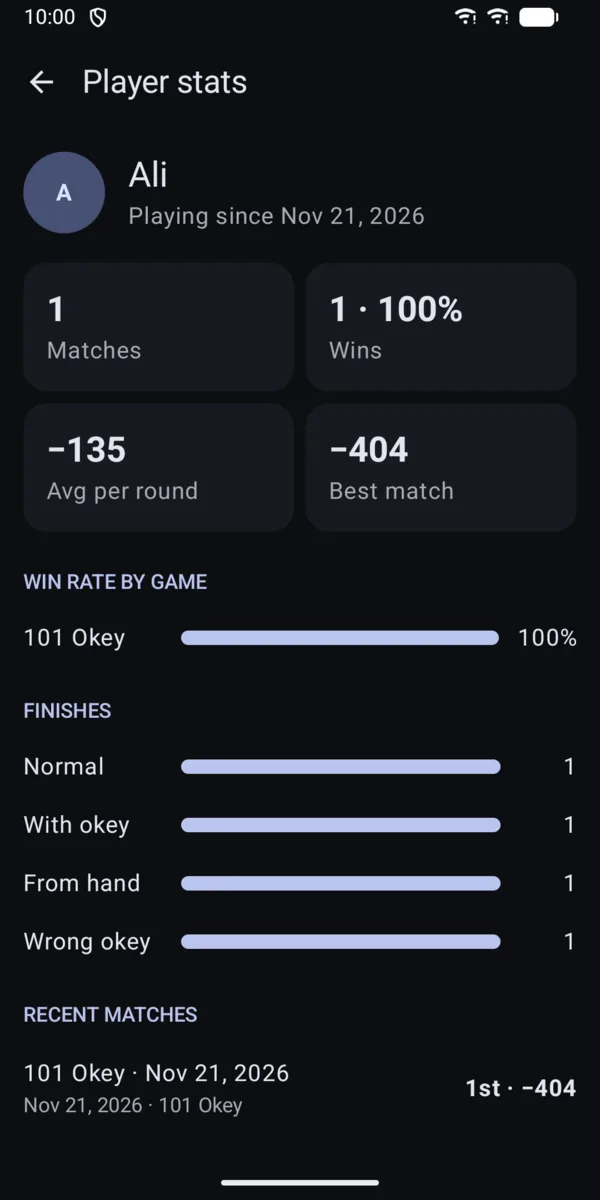 10:00
Player stats
A
Ali
Playing since Nov 21, 2026
1
Matches
1 · 100%
Wins
−135
Avg per round
−404
Best match
WIN RATE BY GAME
101 Okey 100%
FINISHES
Normal 1
With okey 1
From hand 1
Wrong okey 1
RECENT MATCHES
101 Okey · Nov 21, 2026
Nov 21, 2026 · 101 Okey
1st · −404